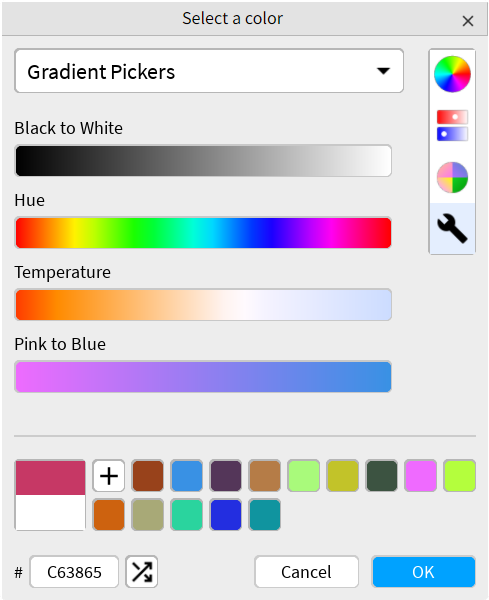 Select a color
Gradient Pickers
Black to White
Hue
Temperature
Pink to Blue
# C63865
Cancel
OK